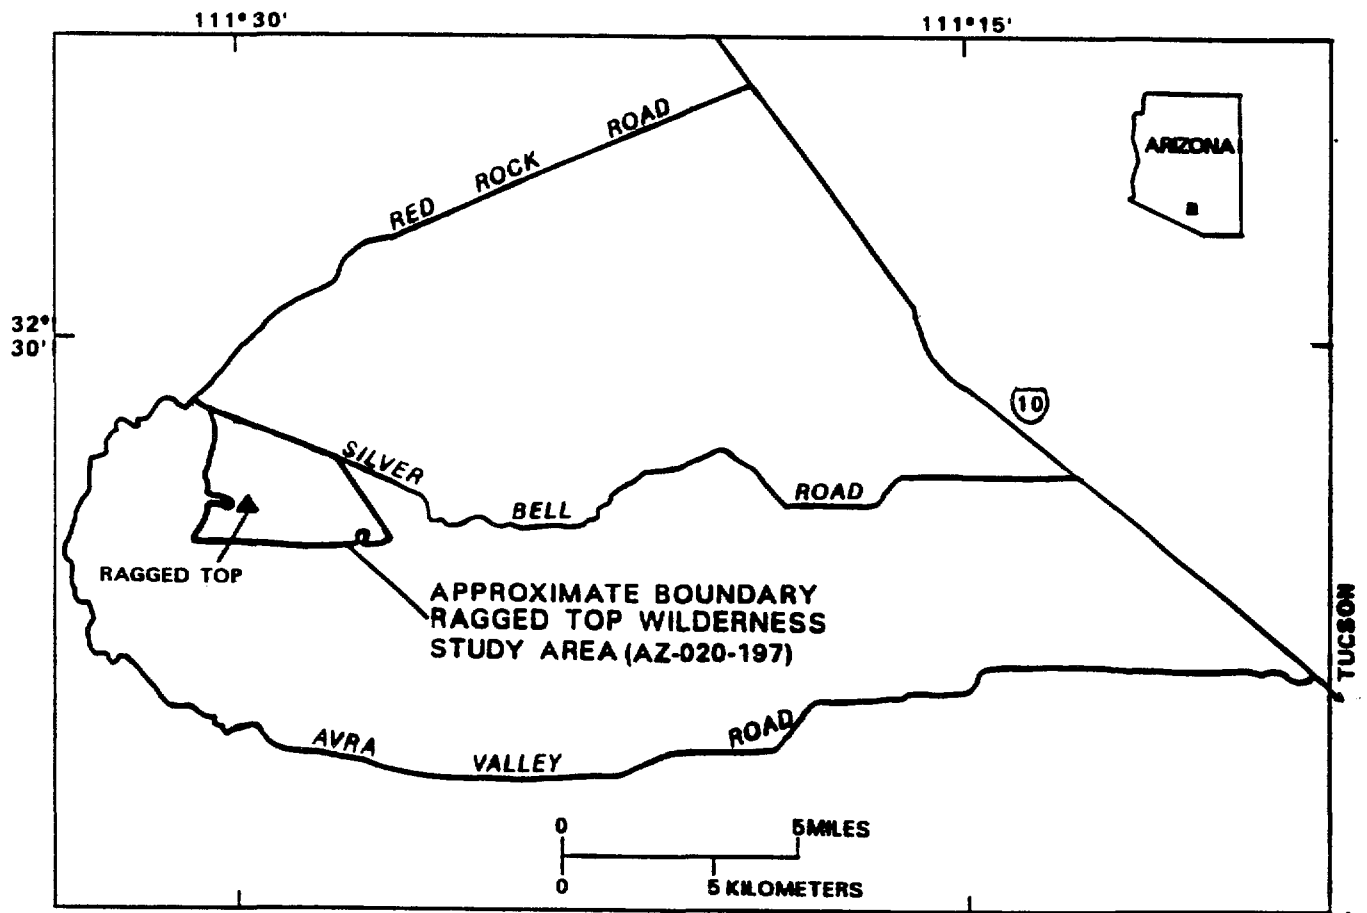 111° 30'
111° 15'
ARIZONA
RED ROCK ROAD
32°
30'
10
SILVER BELL ROAD
RAGGED TOP
APPROXIMATE BOUNDARY
RAGGED TOP WILDERNESS
STUDY AREA (AZ-020-197)
TUCSON
AVRA VALLEY ROAD
0 5 MILES
0 5 KILOMETERS